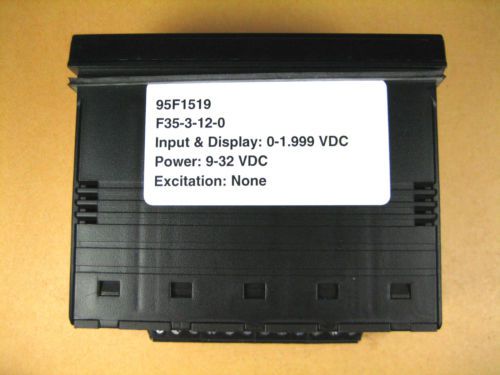 95F1519
F35-3-12-0
Input & Display: 0-1.999 VDC
Power: 9-32 VDC
Excitation: None